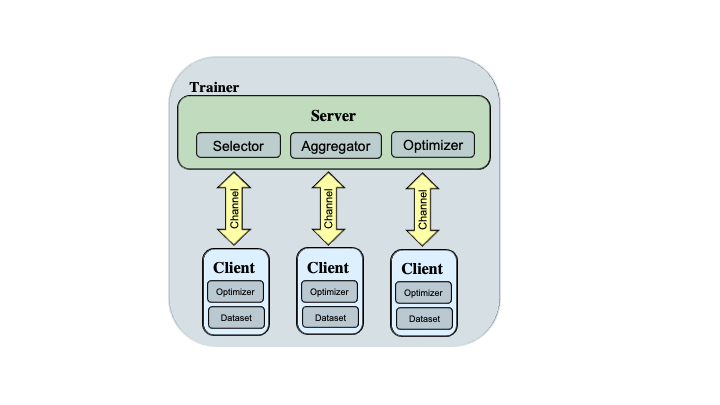 Trainer
Server
Selector Aggregator Optimizer
Channel Channel Channel
Client Client Client
Optimizer Optimizer Optimizer
Dataset Dataset Dataset